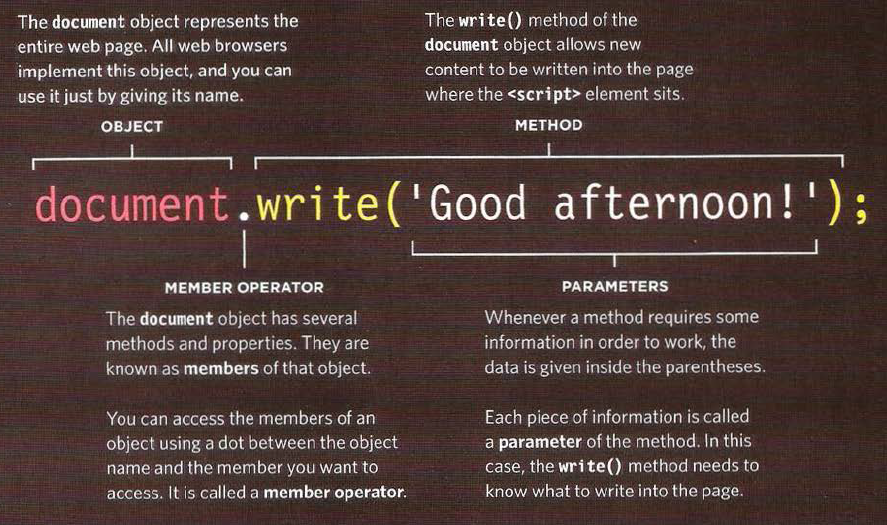 The document object represents the
entire web page. All web browsers
implement this object, and you can
use it just by giving its name.
The write() method of the
document object allows new
content to be written into the page
where the <script> element sits.
OBJECT
METHOD
document.write('Good afternoon!');
MEMBER OPERATOR
The document object has several
methods and properties. They are
known as members of that object.
You can access the members of an
object using a dot between the object
name and the member you want to
access. It is called a member operator.
PARAMETERS
Whenever a method requires some
information in order to work, the
data is given inside the parentheses.
Each piece of information is called
a parameter of the method. In this
case, the write() method needs to
know what to write into the page.